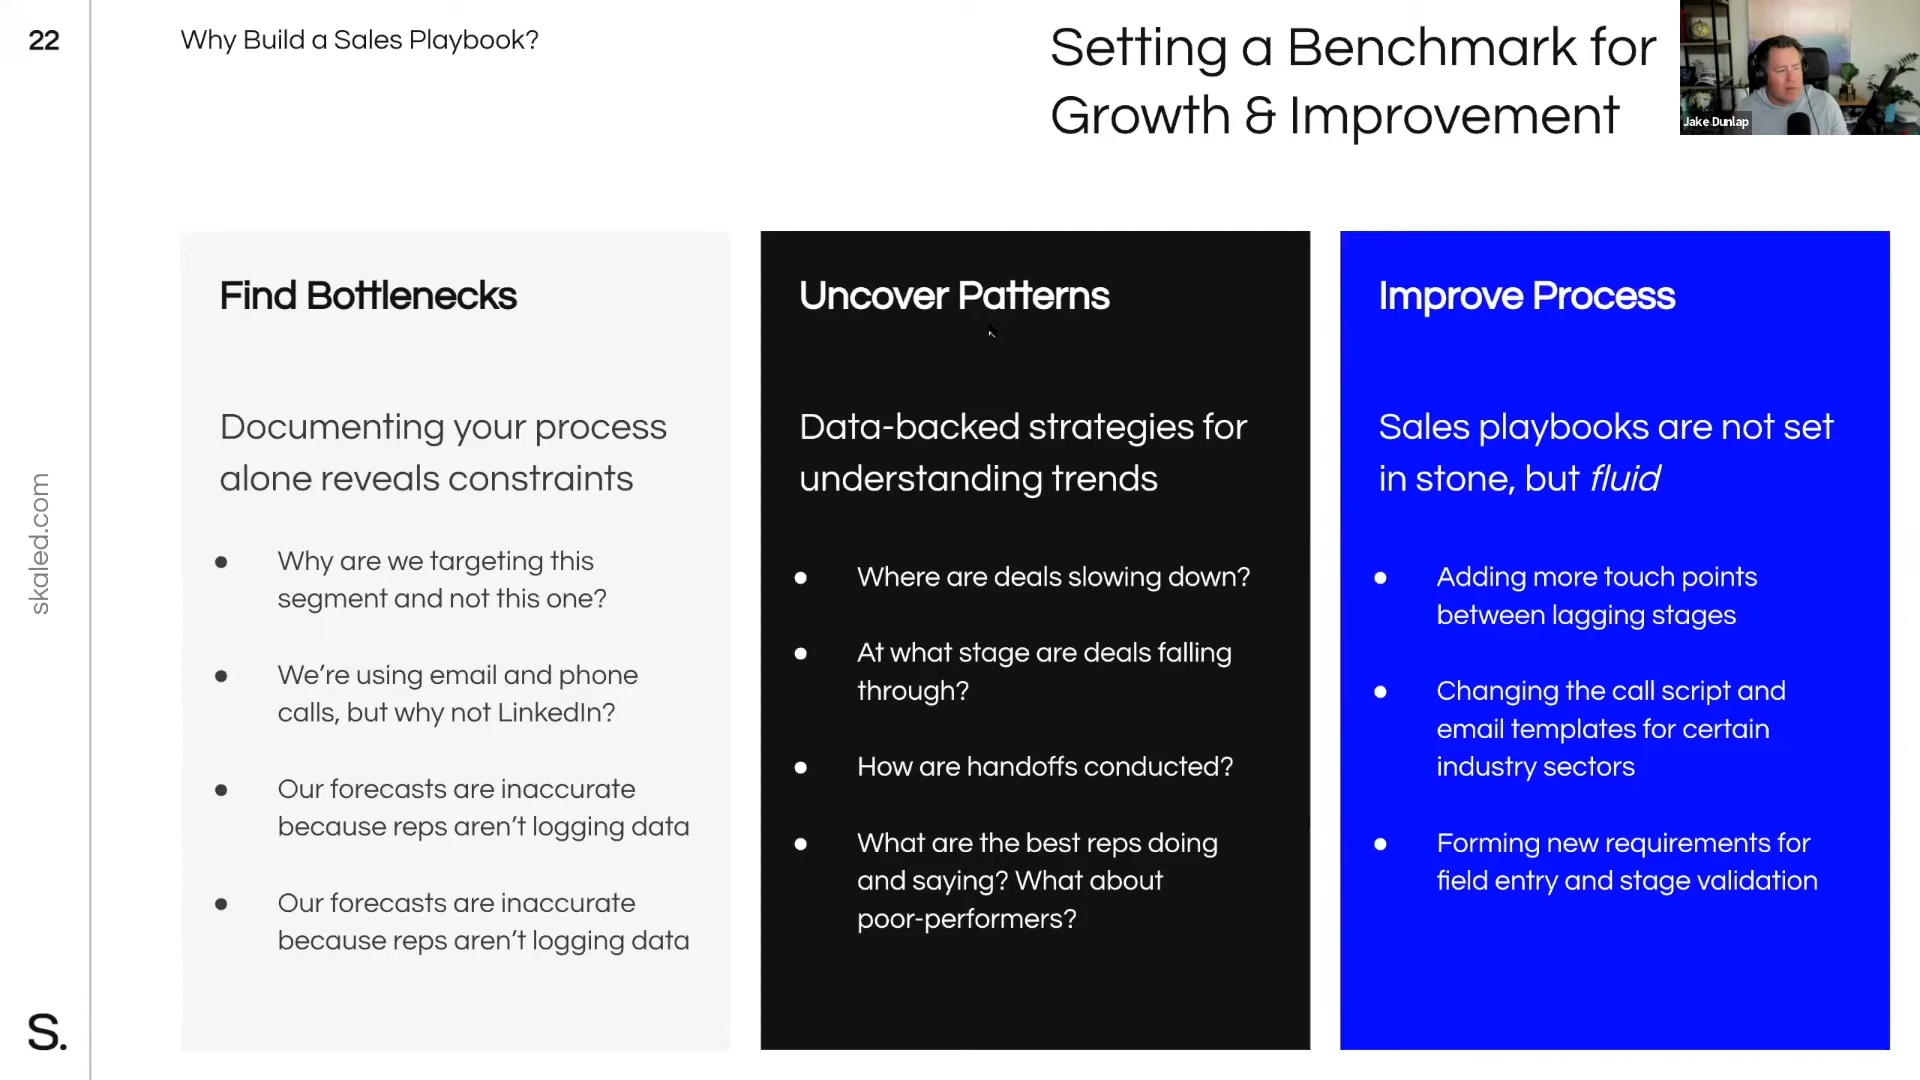 22
Why Build a Sales Playbook?
Setting a Benchmark for
Growth & Improvement
Jake Dunlap
Find Bottlenecks
Documenting your process
alone reveals constraints
● Why are we targeting this
segment and not this one?
● We’re using email and phone
calls, but why not LinkedIn?
● Our forecasts are inaccurate
because reps aren’t logging data
● Our forecasts are inaccurate
because reps aren’t logging data
Uncover Patterns
Data-backed strategies for
understanding trends
● Where are deals slowing down?
● At what stage are deals falling
through?
● How are handoffs conducted?
● What are the best reps doing
and saying? What about
poor-performers?
Improve Process
Sales playbooks are not set
in stone, but fluid
● Adding more touch points
between lagging stages
● Changing the call script and
email templates for certain
industry sectors
● Forming new requirements for
field entry and stage validation
skaled.com
S.